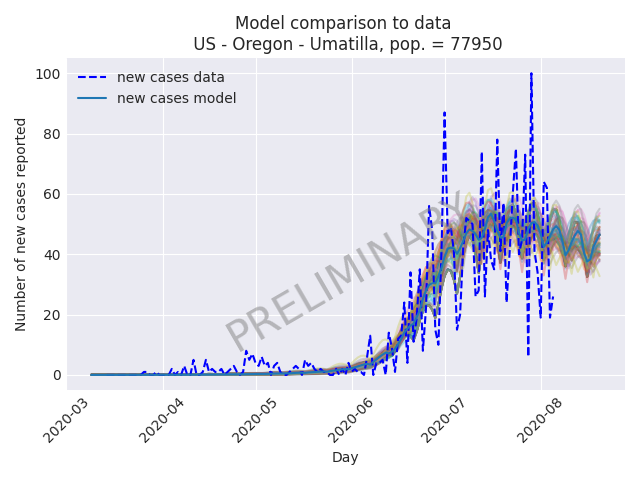 Model comparison to data
US - Oregon - Umatilla, pop. = 77950
100
80
60
40
20
0
Number of new cases reported
new cases data
new cases model
PRELIMINARY
2020-03
2020-04
2020-05
2020-06
2020-07
2020-08
Day